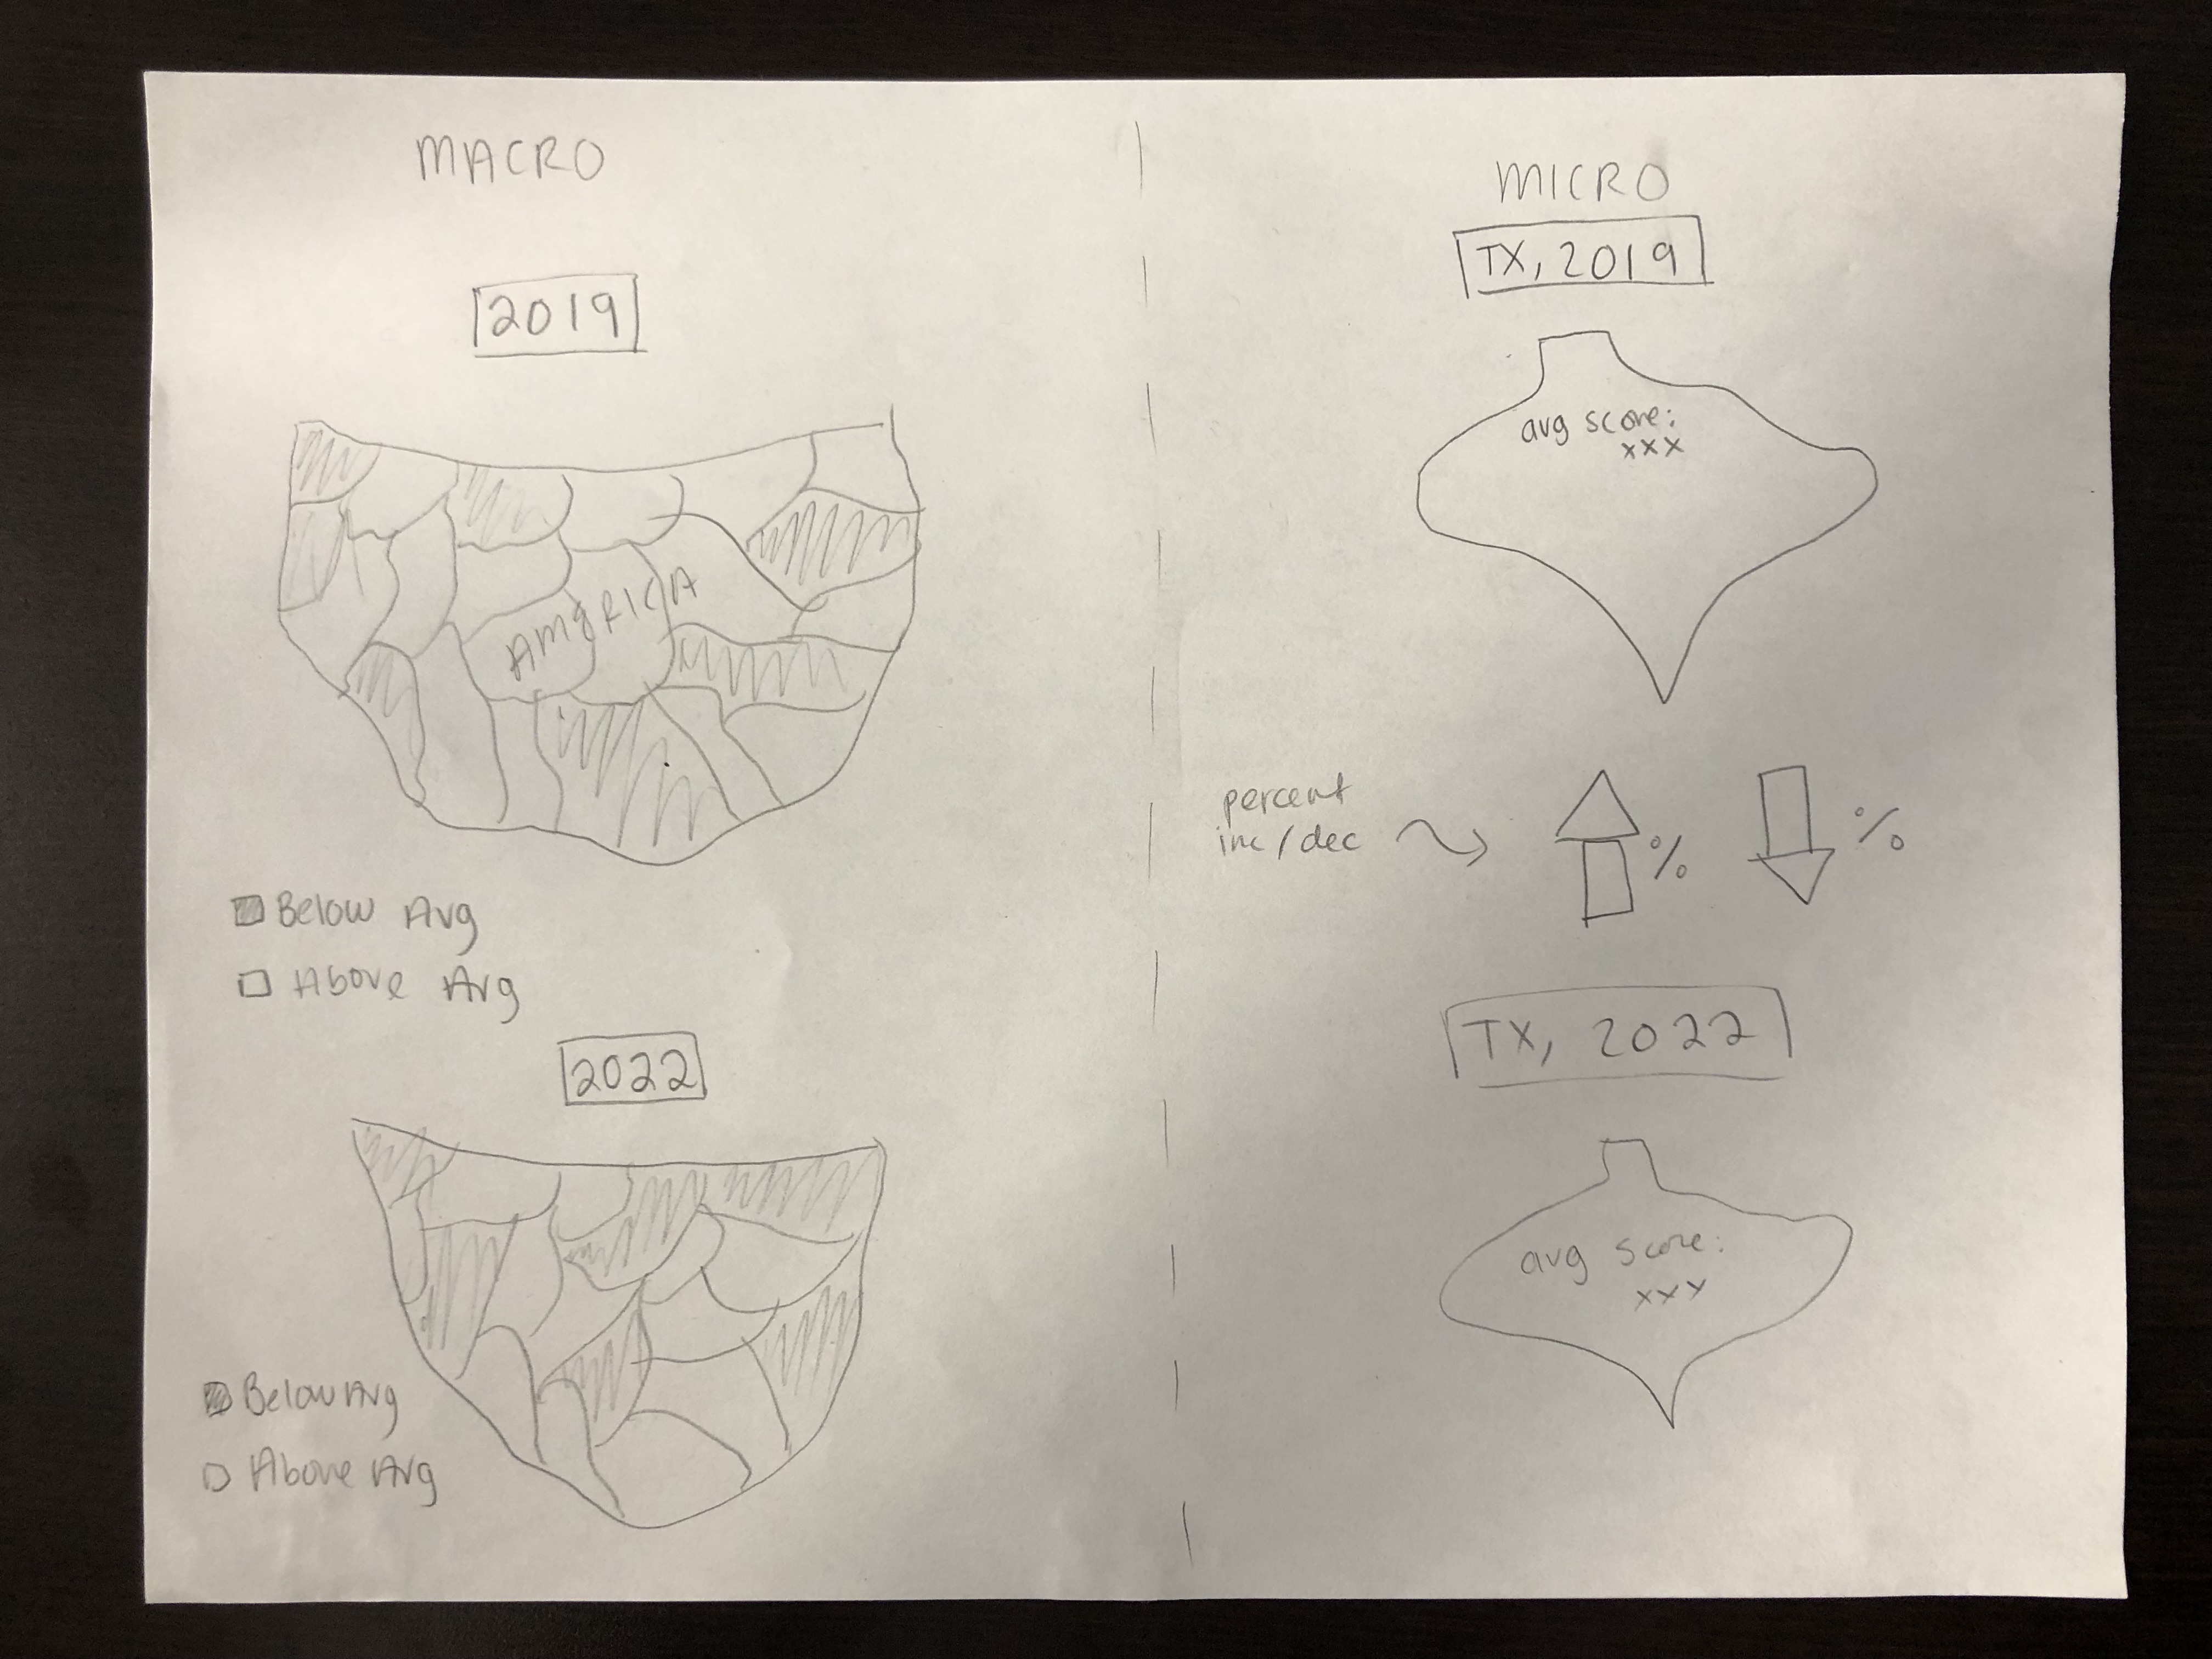 MACRO
2019
AMERICA
Below Avg
Above Avg
2022
Below Avg
Above Avg
MICRO
TX, 2019
avg score:
xxx
percent
inc/dec
%
%
TX, 2022
avg score:
xxx